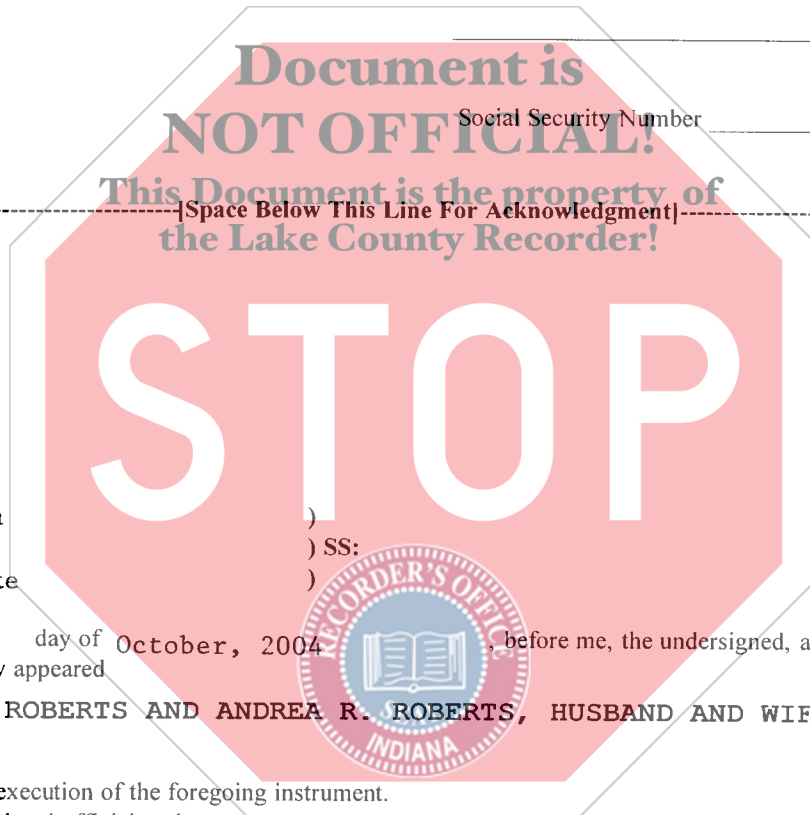 Document is
NOT OFFICIAL!
Social Security Number
This Document is the property of
[Space Below This Line For Acknowledgment]
the Lake County Recorder!
STOP
)
) SS:
)
RECORDER'S OFFICE
INDIANA
day of October, 2004, before me, the undersigned, a
appeared
ROBERTS AND ANDREA R. ROBERTS, HUSBAND AND WIF
execution of the foregoing instrument.